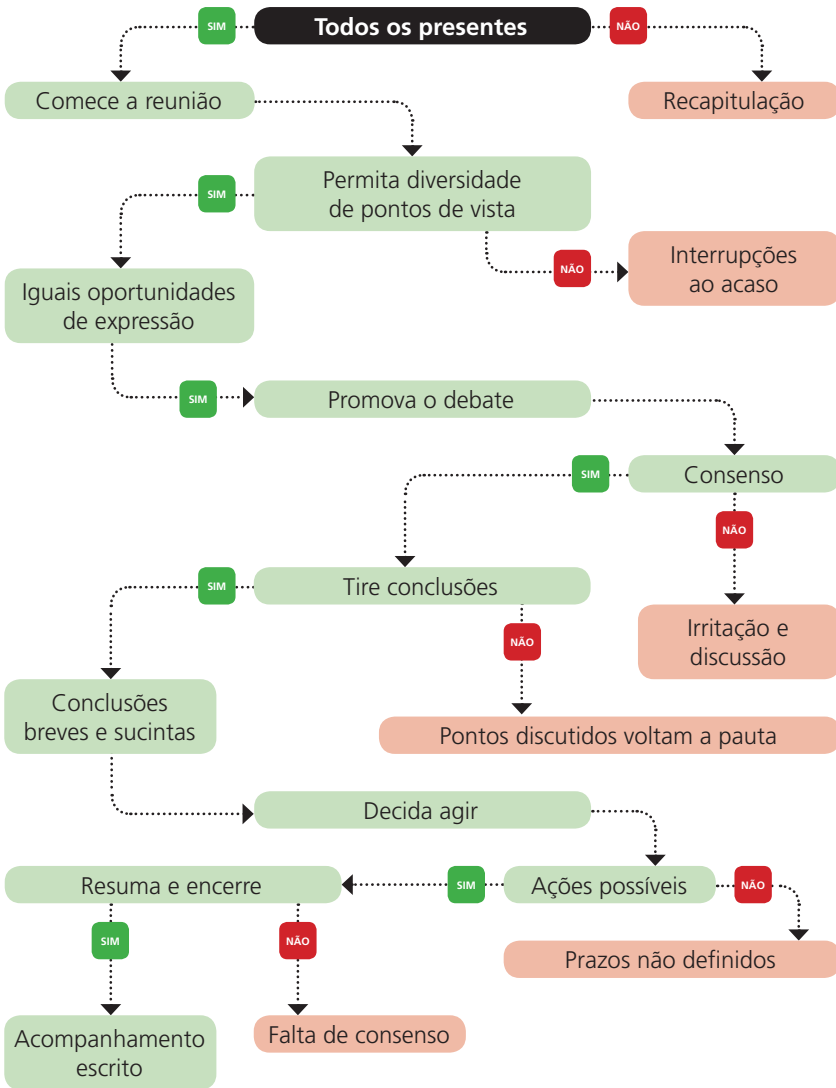 SIM
Todos os presentes
NÃO
Comece a reunião
Recapitulação
SIM
Permita diversidade
de pontos de vista
NÃO
Interrupções
ao acaso
Iguais oportunidades
de expressão
SIM
Promova o debate
SIM
Consenso
NÃO
SIM
Tire conclusões
NÃO
Irritação e
discussão
Conclusões
breves e sucintas
Pontos discutidos voltam a pauta
Decida agir
Resuma e encerre
SIM
Ações possíveis
NÃO
SIM
NÃO
Prazos não definidos
Acompanhamento
escrito
Falta de consenso